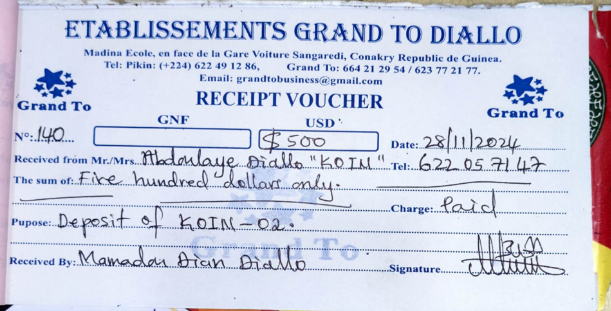 ETABLISSEMENTS GRAND TO DIALLO
Madina Ecole, en face de la Gare Voiture Sangaredi, Conakry Republic de Guinea.
Tel: Pikin: (+224) 622 49 12 86, Grand To: 664 21 29 54 / 623 77 21 77.
Email: grandtobusiness@gmail.com
Grand To RECEIPT VOUCHER Grand To
GNF USD
No: 140 $500 Date: 28/11/2024
Received from Mr./Mrs. Abdoulaye Diallo "KOIN" Tel: 622 05 71 47
The sum of: Five hundred dollars only.
Charge: Paid
Pupose: Deposit of KOIN-02.
Grand To
Received By: Mamadou Dian Diallo Signature